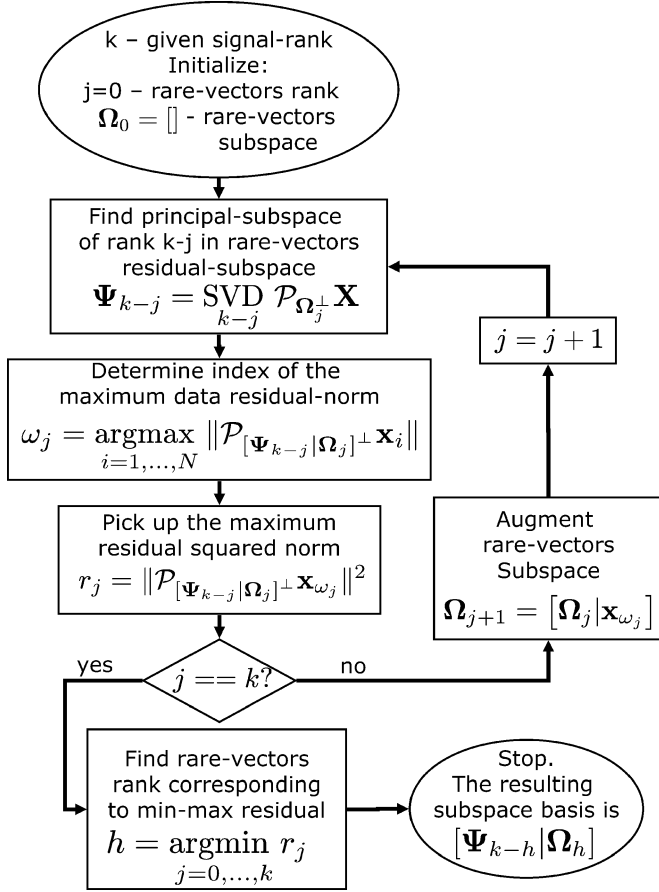 k – given signal-rank
Initialize:
j=0 – rare-vectors rank
𝛀₀ = [] - rare-vectors
subspace
Find principal-subspace
of rank k-j in rare-vectors
residual-subspace
𝚿_{k−j} = SVD_{k−j} 𝒫_{𝛀_j^⊥} 𝐗
j = j + 1
Determine index of the
maximum data residual-norm
ω_j = argmax_{i=1,...,N} ‖𝒫_{[𝚿_{k−j}|𝛀_j]^⊥} 𝐱_i‖
Pick up the maximum
residual squared norm
r_j = ‖𝒫_{[𝚿_{k−j}|𝛀_j]^⊥} 𝐱_{ω_j}‖²
Augment
rare-vectors
Subspace
𝛀_{j+1} = [𝛀_j|𝐱_{ω_j}]
yes
j == k?
no
Find rare-vectors
rank corresponding
to min-max residual
h = argmin_{j=0,...,k} r_j
Stop.
The resulting
subspace basis is
[𝚿_{k−h}|𝛀_h]